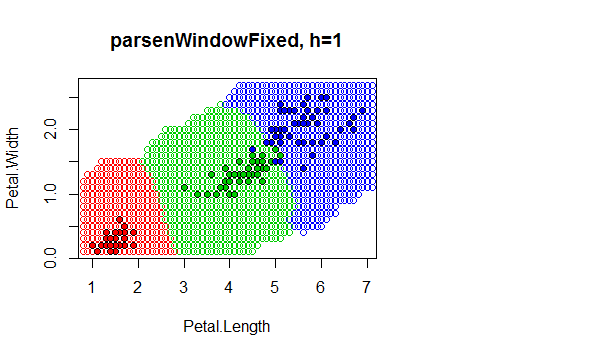 parsenWindowFixed, h=1
Petal.Width
2.0
1.0
0.0
1 2 3 4 5 6 7
Petal.Length